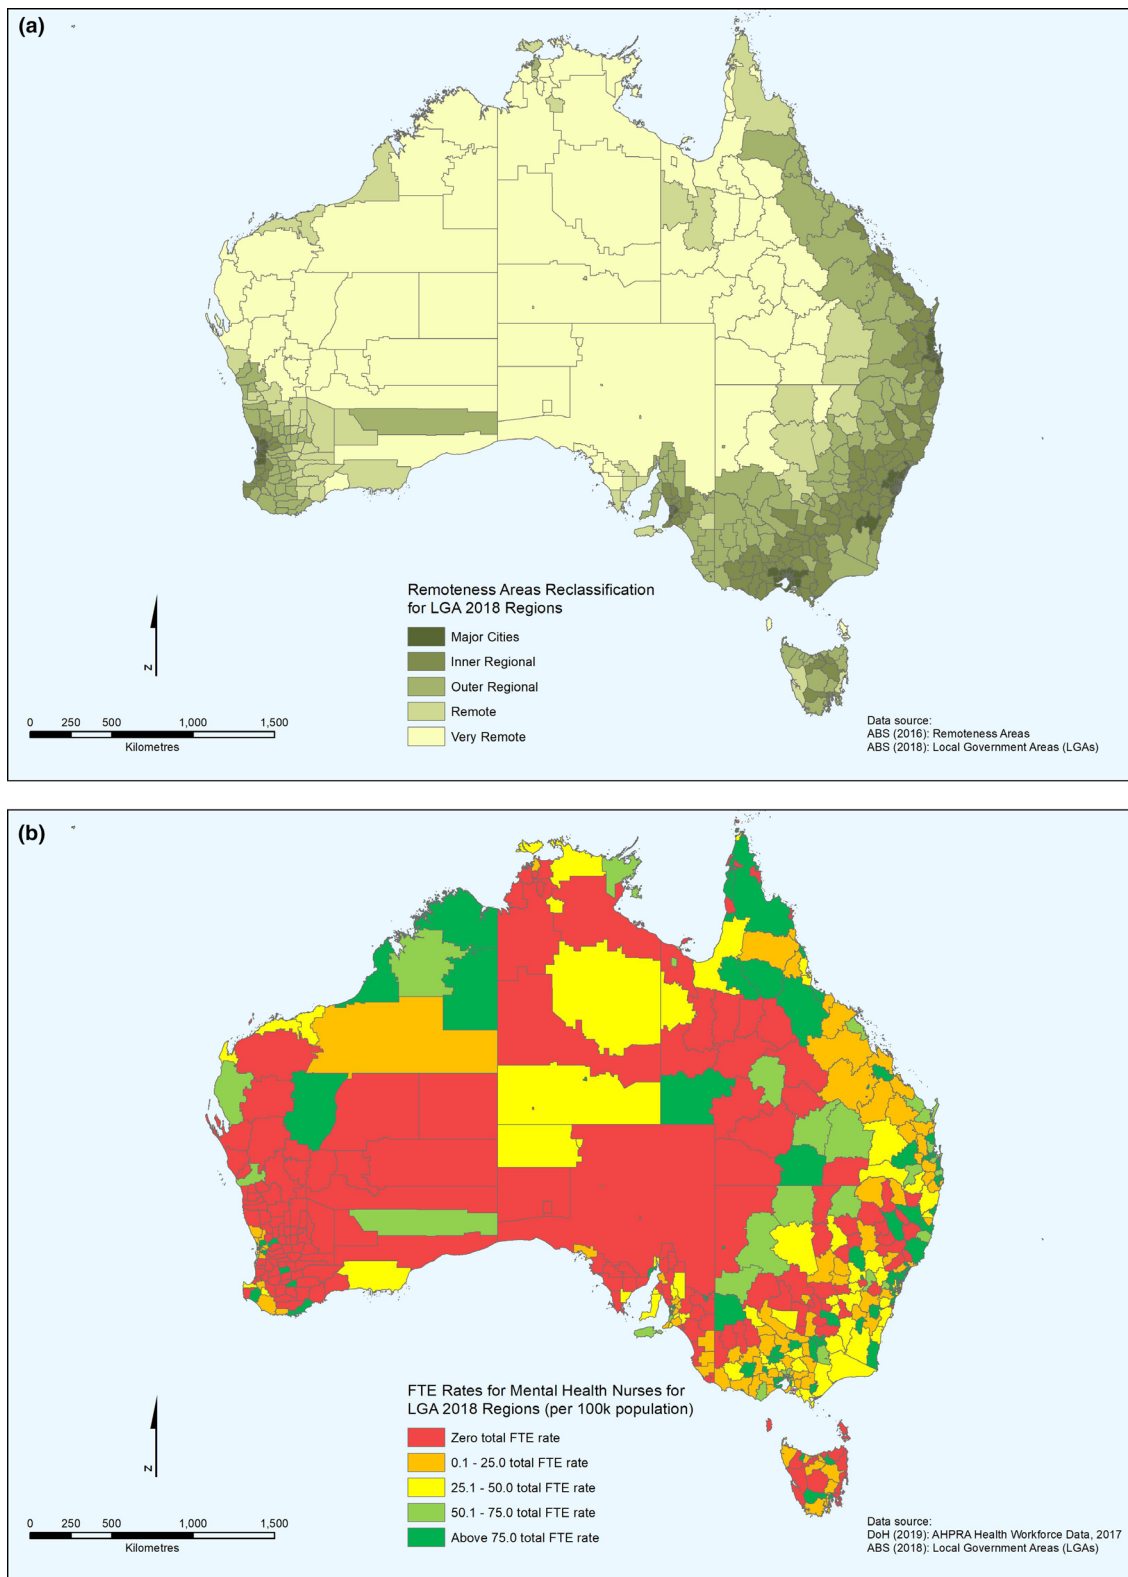 (a)
Remoteness Areas Reclassification
for LGA 2018 Regions
Major Cities
Inner Regional
Outer Regional
Remote
Very Remote
N
0 250 500 1,000 1,500
Kilometres
Data source:
ABS (2016): Remoteness Areas
ABS (2018): Local Government Areas (LGAs)
(b)
FTE Rates for Mental Health Nurses for
LGA 2018 Regions (per 100k population)
Zero total FTE rate
0.1 - 25.0 total FTE rate
25.1 - 50.0 total FTE rate
50.1 - 75.0 total FTE rate
Above 75.0 total FTE rate
N
0 250 500 1,000 1,500
Kilometres
Data source:
DoH (2019): AHPRA Health Workforce Data, 2017
ABS (2018): Local Government Areas (LGAs)